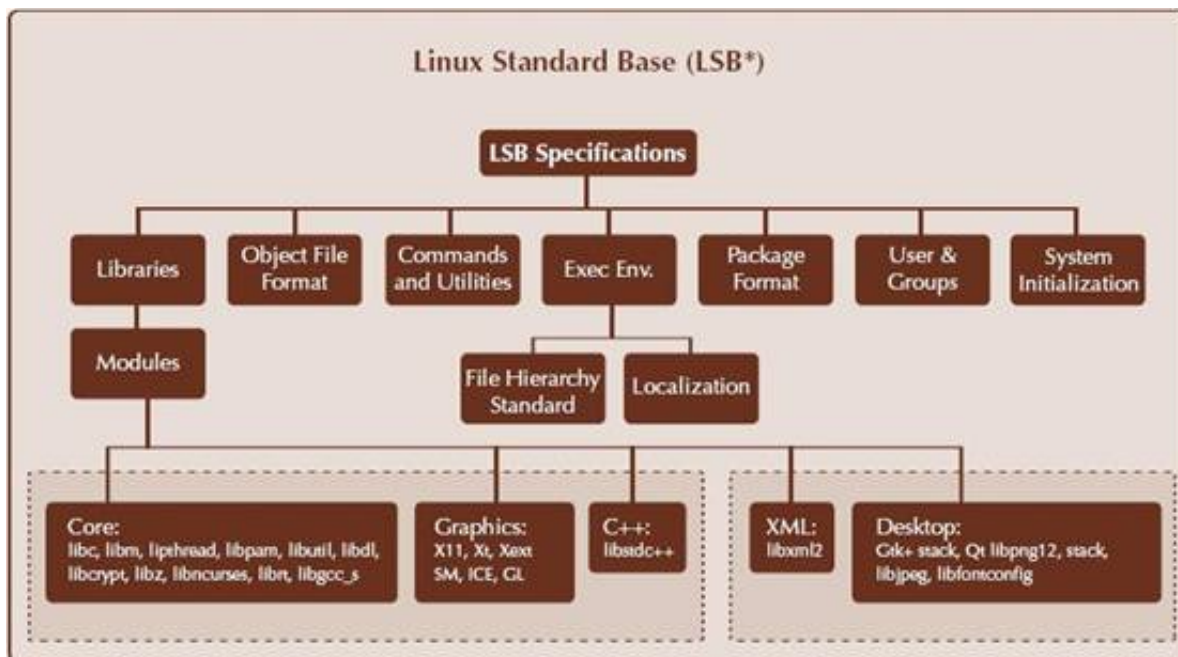 Linux Standard Base (LSB*)
LSB Specifications
Libraries
Object File
Format
Commands
and Utilities
Exec Env.
Package
Format
User &
Groups
System
Initialization
Modules
File Hierarchy
Standard
Localization
Core:
libc, libm, lipthread, libpam, libutil, libdl,
libcrypt, libz, libncurses, librt, libgcc_s
Graphics:
X11, Xt, Xext
SM, ICE, GL
C++:
libstdc++
XML:
libxml2
Desktop:
Gtk+ stack, Qt libpng12, stack,
libjpeg, libfontconfig